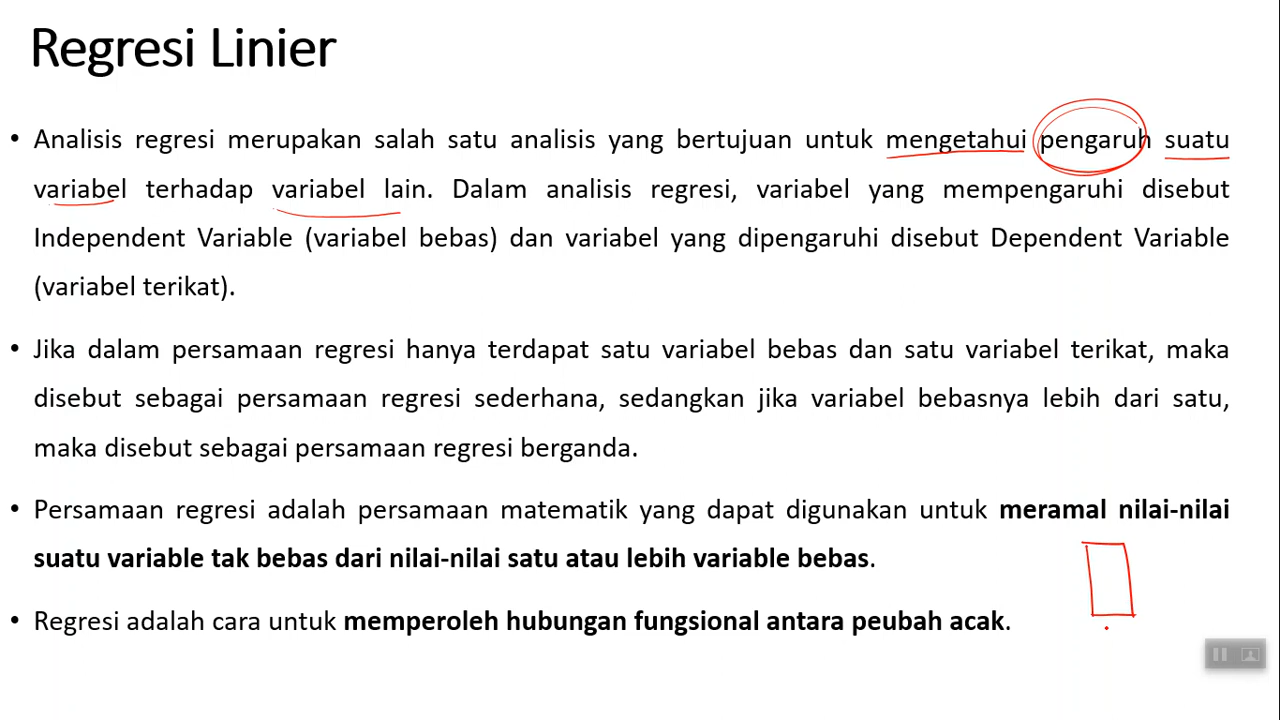 Regresi Linier
• Analisis regresi merupakan salah satu analisis yang bertujuan untuk mengetahui pengaruh suatu
variabel terhadap variabel lain. Dalam analisis regresi, variabel yang mempengaruhi disebut
Independent Variable (variabel bebas) dan variabel yang dipengaruhi disebut Dependent Variable
(variabel terikat).
• Jika dalam persamaan regresi hanya terdapat satu variabel bebas dan satu variabel terikat, maka
disebut sebagai persamaan regresi sederhana, sedangkan jika variabel bebasnya lebih dari satu,
maka disebut sebagai persamaan regresi berganda.
• Persamaan regresi adalah persamaan matematik yang dapat digunakan untuk meramal nilai-nilai
suatu variable tak bebas dari nilai-nilai satu atau lebih variable bebas.
• Regresi adalah cara untuk memperoleh hubungan fungsional antara peubah acak.